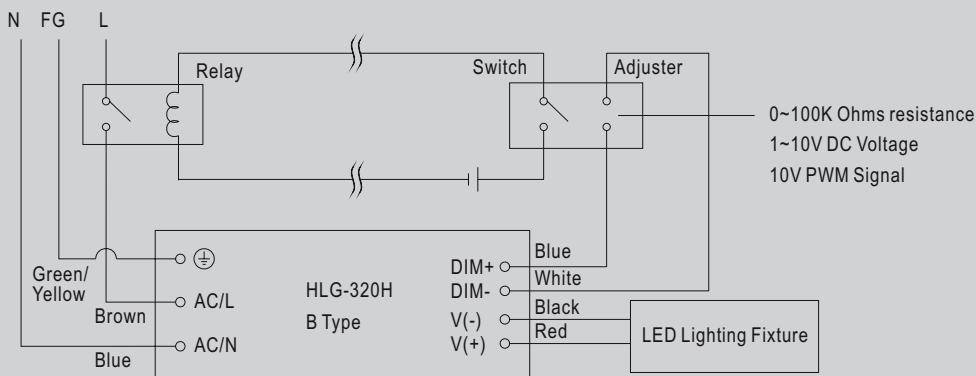 N FG L
Relay
Switch
Adjuster
0~100K Ohms resistance
1~10V DC Voltage
10V PWM Signal
Green/
Yellow
Brown
Blue
AC/L
AC/N
HLG-320H
B Type
DIM+
DIM-
V(-)
V(+)
Blue
White
Black
Red
LED Lighting Fixture